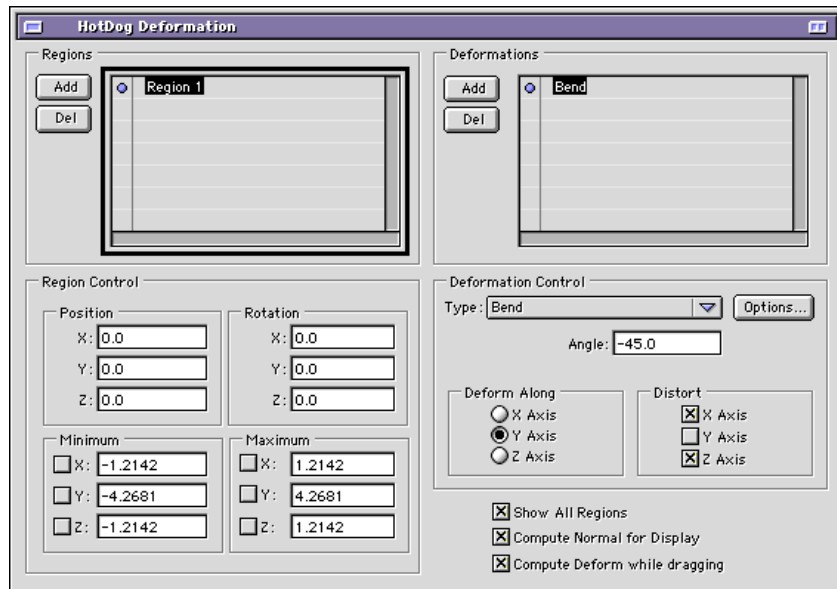 HotDog Deformation
Regions
Add
Del
Region 1
Deformations
Add
Del
Bend
Region Control
Position
X: 0.0
Y: 0.0
Z: 0.0
Rotation
X: 0.0
Y: 0.0
Z: 0.0
Minimum
X: -1.2142
Y: -4.2681
Z: -1.2142
Maximum
X: 1.2142
Y: 4.2681
Z: 1.2142
Deformation Control
Type: Bend
Options...
Angle: -45.0
Deform Along
X Axis
Y Axis
Z Axis
Distort
X Axis
Y Axis
Z Axis
Show All Regions
Compute Normal for Display
Compute Deform while dragging